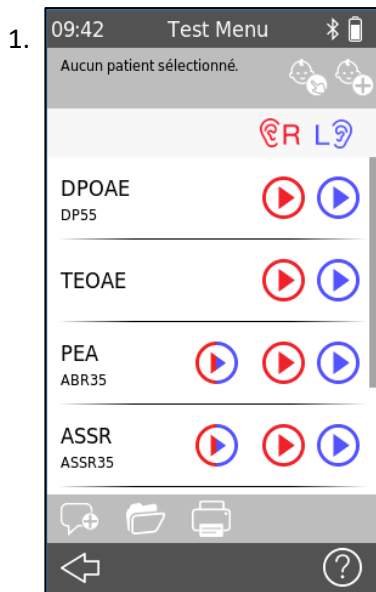 1.
09:42 Test Menu
Aucun patient sélectionné.
R L
DPOAE
DP55
TEOAE
PEA
ABR35
ASSR
ASSR35
?